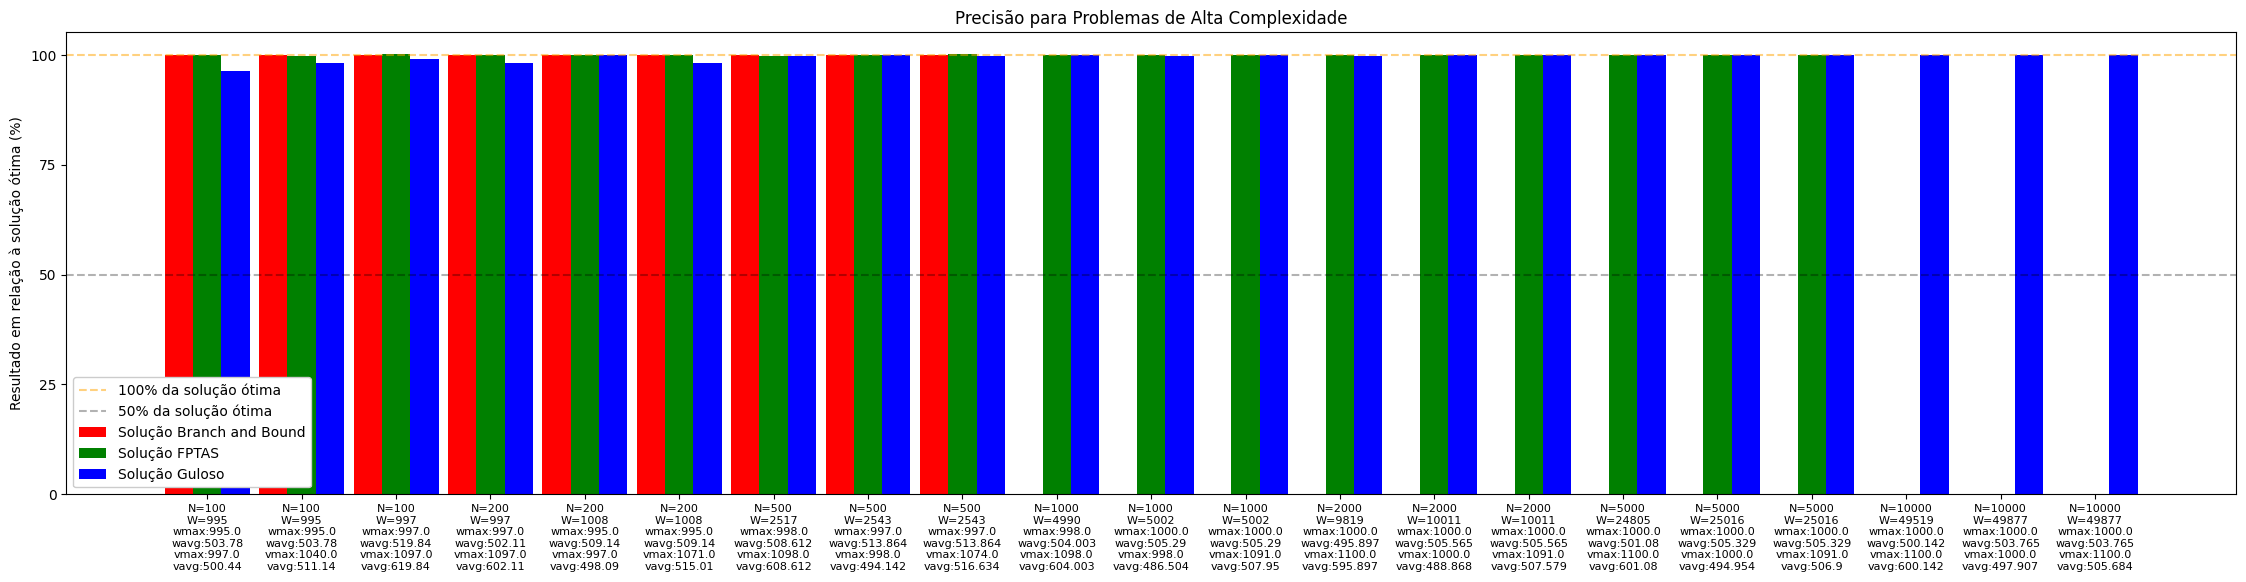 Precisão para Problemas de Alta Complexidade
Resultado em relação à solução ótima (%)
100
75
50
25
0
100% da solução ótima
50% da solução ótima
Solução Branch and Bound
Solução FPTAS
Solução Guloso
N=100
W=995
wmax:995.0
wavg:503.78
vmax:997.0
vavg:500.44
N=100
W=995
wmax:995.0
wavg:503.78
vmax:1040.0
vavg:511.14
N=100
W=997
wmax:997.0
wavg:519.84
vmax:1097.0
vavg:619.84
N=200
W=997
wmax:997.0
wavg:502.11
vmax:1097.0
vavg:602.11
N=200
W=1008
wmax:995.0
wavg:509.14
vmax:997.0
vavg:498.09
N=200
W=1008
wmax:995.0
wavg:509.14
vmax:1071.0
vavg:515.01
N=500
W=2517
wmax:998.0
wavg:508.612
vmax:1098.0
vavg:608.612
N=500
W=2543
wmax:997.0
wavg:513.864
vmax:998.0
vavg:494.142
N=500
W=2543
wmax:997.0
wavg:513.864
vmax:1074.0
vavg:516.634
N=1000
W=4990
wmax:998.0
wavg:504.003
vmax:1098.0
vavg:604.003
N=1000
W=5002
wmax:1000.0
wavg:505.29
vmax:998.0
vavg:486.504
N=1000
W=5002
wmax:1000.0
wavg:505.29
vmax:1091.0
vavg:507.95
N=2000
W=9819
wmax:1000.0
wavg:495.897
vmax:1100.0
vavg:595.897
N=2000
W=10011
wmax:1000.0
wavg:505.565
vmax:1000.0
vavg:488.868
N=2000
W=10011
wmax:1000.0
wavg:505.565
vmax:1091.0
vavg:507.579
N=5000
W=24805
wmax:1000.0
wavg:501.08
vmax:1100.0
vavg:601.08
N=5000
W=25016
wmax:1000.0
wavg:505.329
vmax:1000.0
vavg:494.954
N=5000
W=25016
wmax:1000.0
wavg:505.329
vmax:1091.0
vavg:506.9
N=10000
W=49519
wmax:1000.0
wavg:500.142
vmax:1100.0
vavg:600.142
N=10000
W=49877
wmax:1000.0
wavg:503.765
vmax:1000.0
vavg:497.907
N=10000
W=49877
wmax:1000.0
wavg:503.765
vmax:1100.0
vavg:505.684